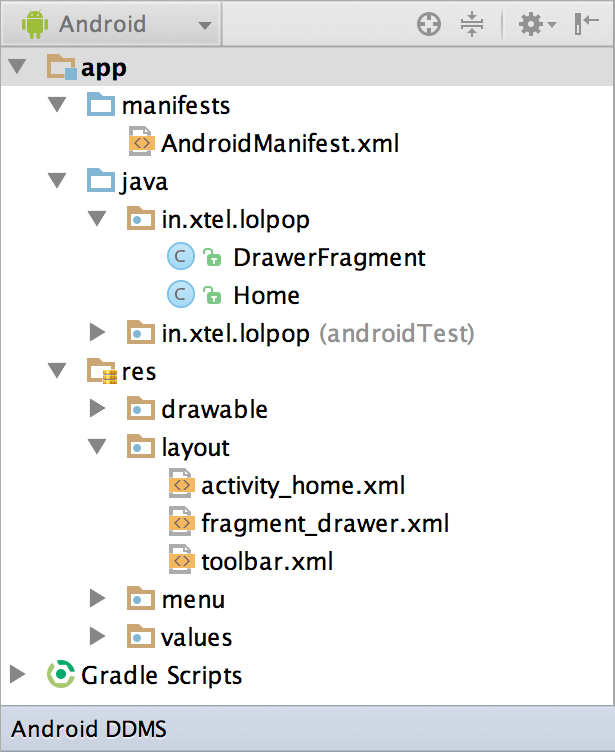 Android
app
manifests
AndroidManifest.xml
java
in.xtel.lolpop
C DrawerFragment
C Home
in.xtel.lolpop (androidTest)
res
drawable
layout
activity_home.xml
fragment_drawer.xml
toolbar.xml
menu
values
Gradle Scripts
Android DDMS